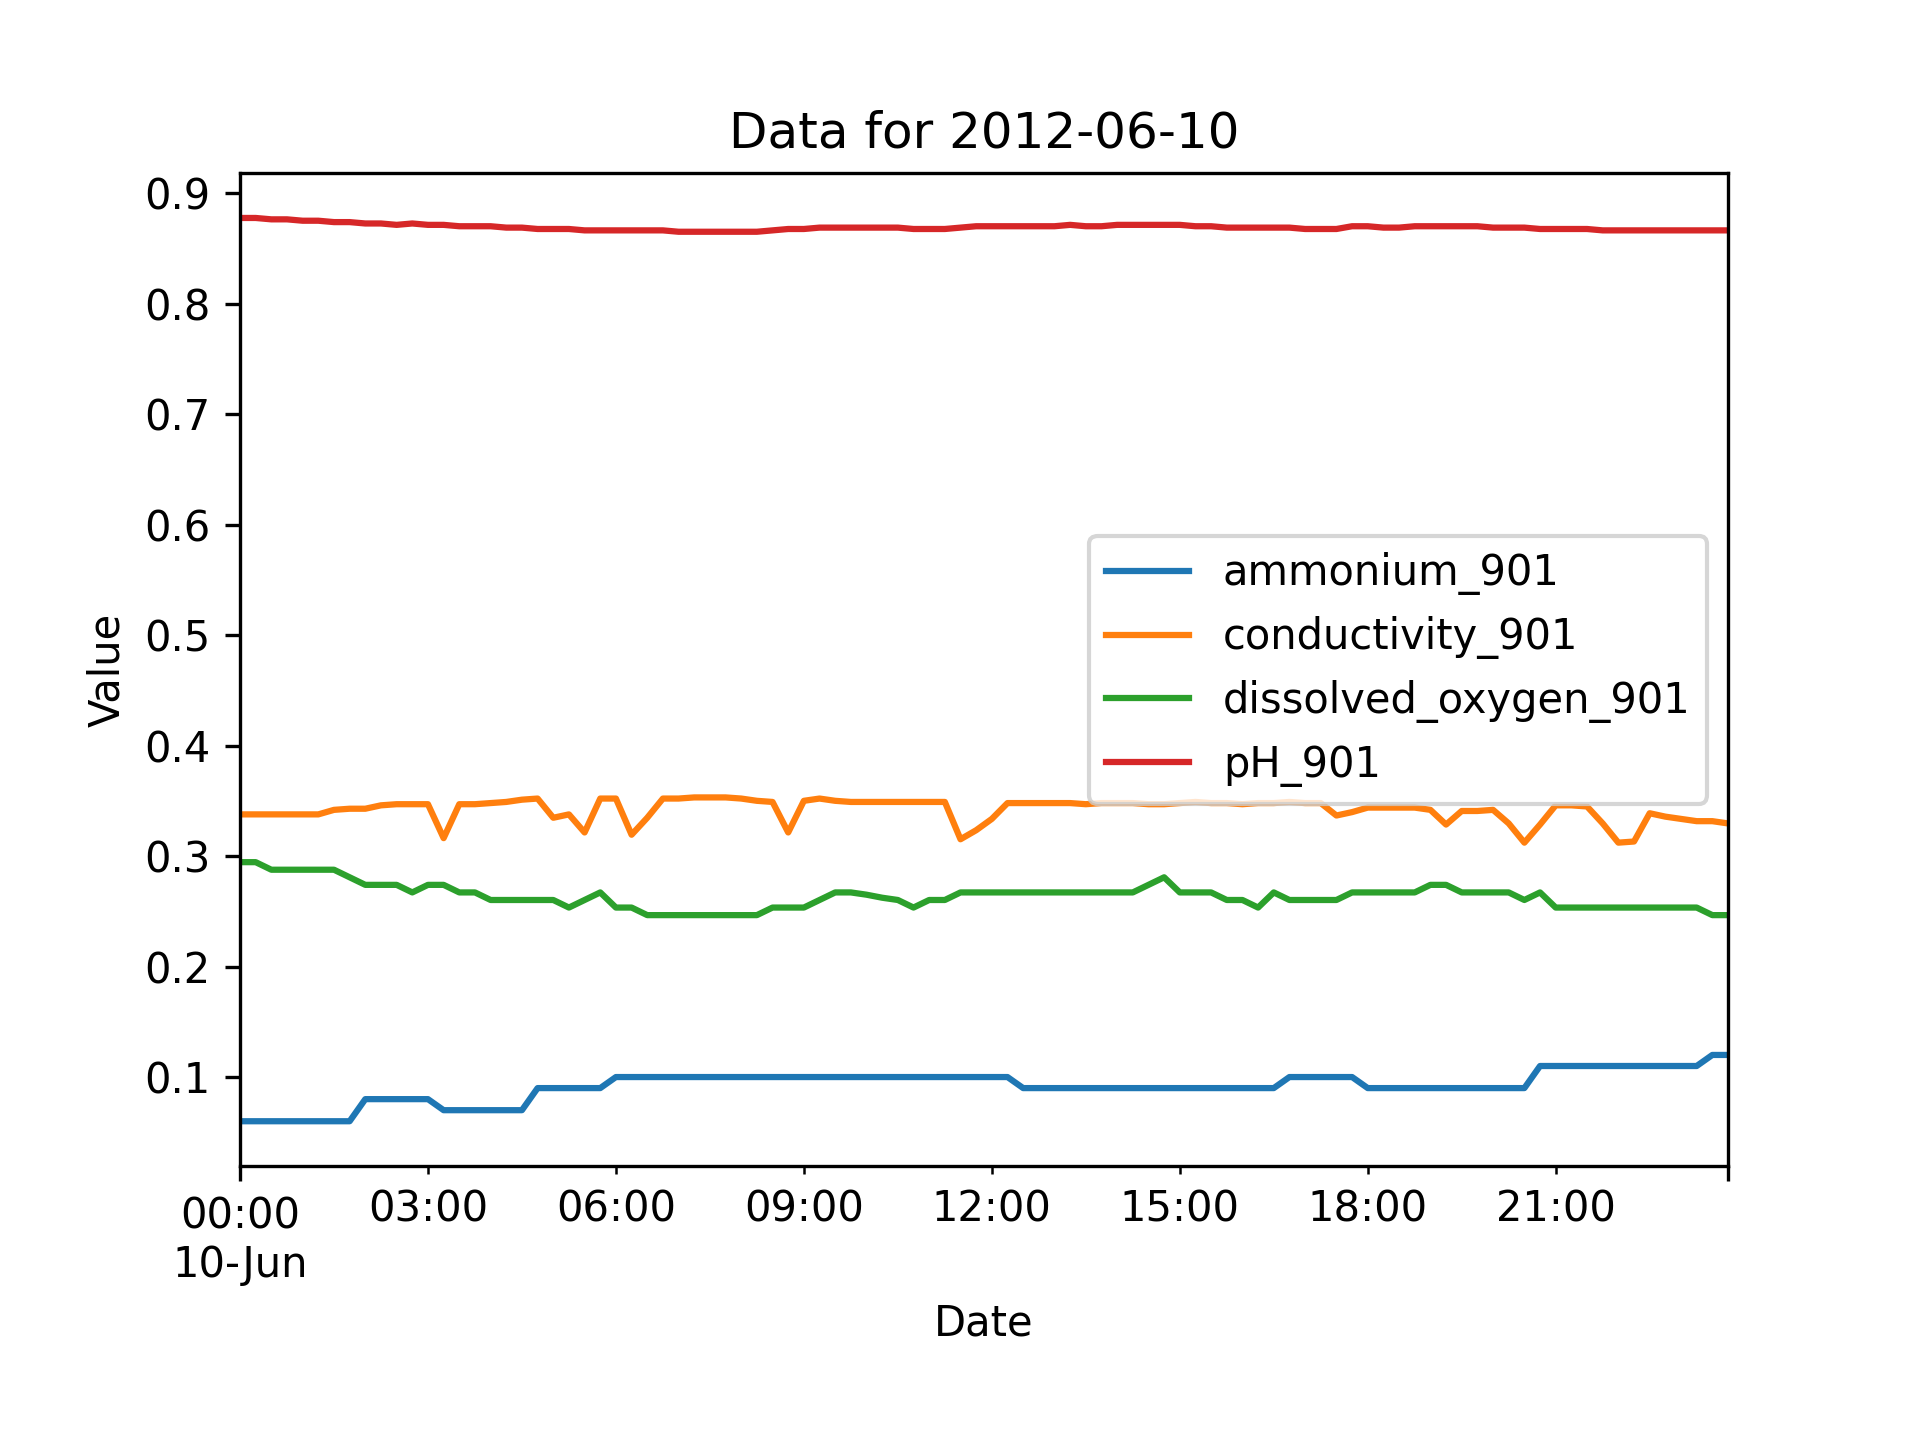 Data for 2012-06-10
0.9
0.8
0.7
0.6
0.5
0.4
0.3
0.2
0.1
Value
ammonium_901
conductivity_901
dissolved_oxygen_901
pH_901
00:00 03:00 06:00 09:00 12:00 15:00 18:00 21:00
10-Jun
Date